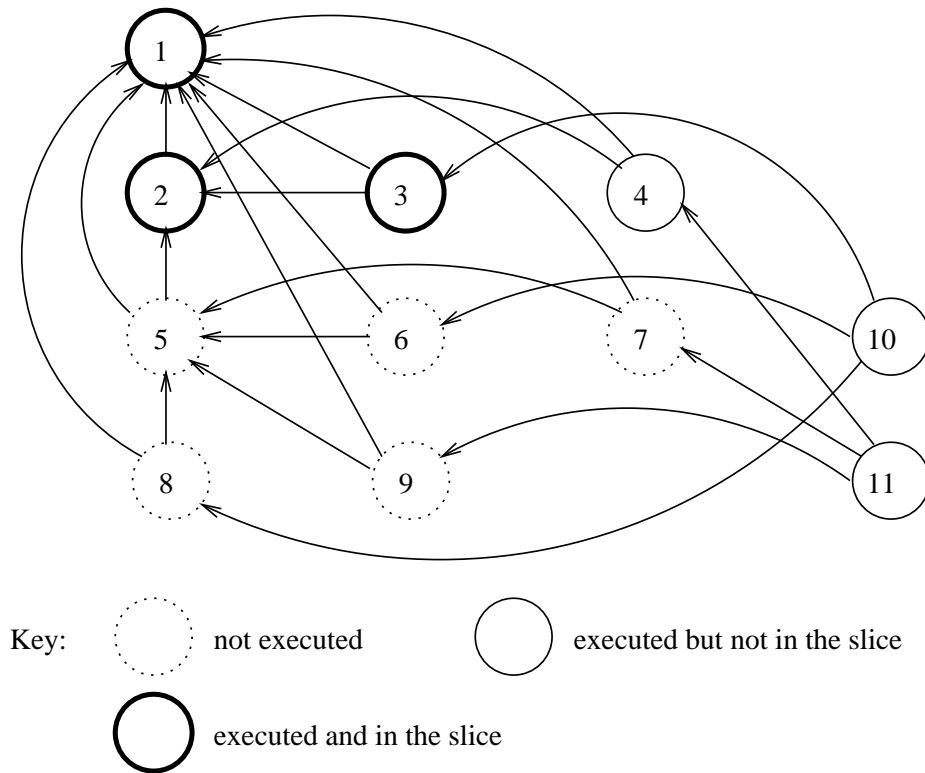 1
2 3 4
5 6 7 10
8 9 11
Key: not executed executed but not in the slice
executed and in the slice